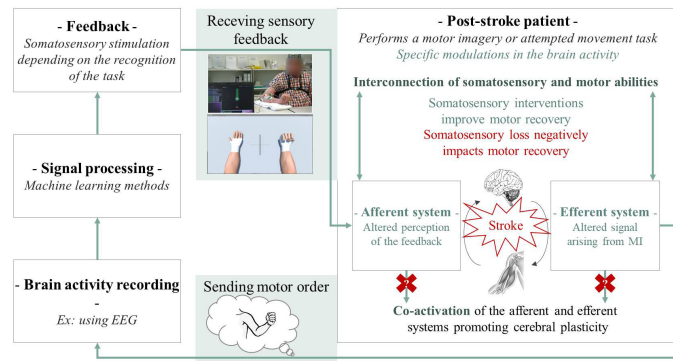 - Feedback -
Somatosensory stimulation
depending on the recognition
of the task
Receving sensory
feedback
- Post-stroke patient -
Performs a motor imagery or attempted movement task
Specific modulations in the brain activity
Interconnection of somatosensory and motor abilities
Somatosensory interventions
improve motor recovery
Somatosensory loss negatively
impacts motor recovery
- Signal processing -
Machine learning methods
- Afferent system -
Altered perception
of the feedback
Stroke
- Efferent system -
Altered signal
arising from MI
- Brain activity recording
-
Ex: using EEG
Sending motor order
?
?
Co-activation of the afferent and efferent
systems promoting cerebral plasticity